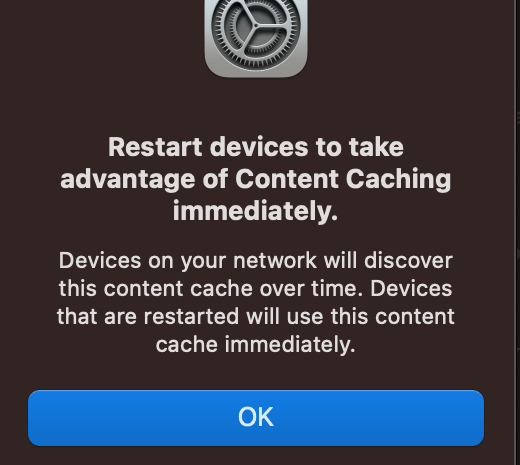 Restart devices to take
advantage of Content Caching
immediately.
Devices on your network will discover
this content cache over time. Devices
that are restarted will use this content
cache immediately.
OK